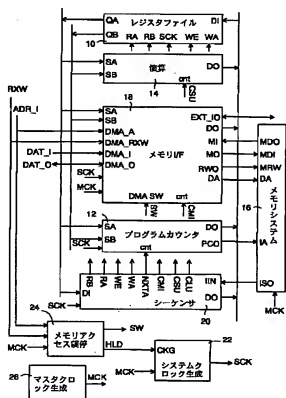 QA
QB
レジスタファイル
DI
10
RA RB SCK WE WA
RXW
SA
SB
演算
cnt
DO
14
CSU
ADR_I
18
SA
SB
DMA_A
DMA_RXW
DAT_I
DMA_I
DAT_O
DMA_O
メモリI/F
EXT_IO
DO
MI
MO
RWO
DA
MDO
MDI
MRW
DA
SCK
MCK
DMA SW
cnt
SW
CMI
16
メモリシステム
12
プログラムカウンタ
SA
SB
SCK
cnt
DO
PCO
IA
RB RA WE WA NXTA CMI CSU CLU
DI
SCK
シーケンサ
IIN
DO
20
ISO
MCK
24
メモリアクセス調停
SW
HLD
MCK
22
CKG
システムクロック生成
SCK
MCK
26
マスタクロック生成
MCK